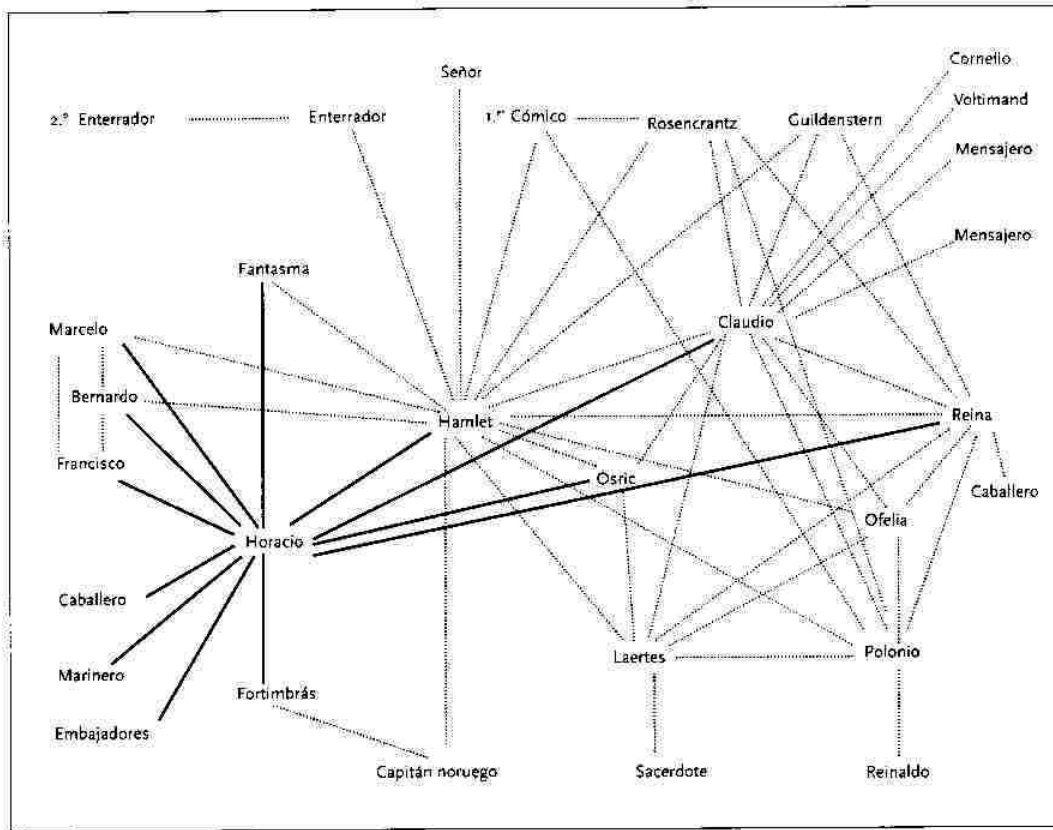 Cornelio
Señor
Voltimand
2.º Enterrador
Enterrador
1.er Cómico
Rosencrantz
Guildenstern
Mensajero
Mensajero
Fantasma
Claudio
Marcelo
Bernardo
Hamlet
Reina
Francisco
Osric
Caballero
Ofelia
Horacio
Caballero
Laertes
Polonio
Marinero
Fortimbrás
Embajadores
Capitán noruego
Sacerdote
Reinaldo